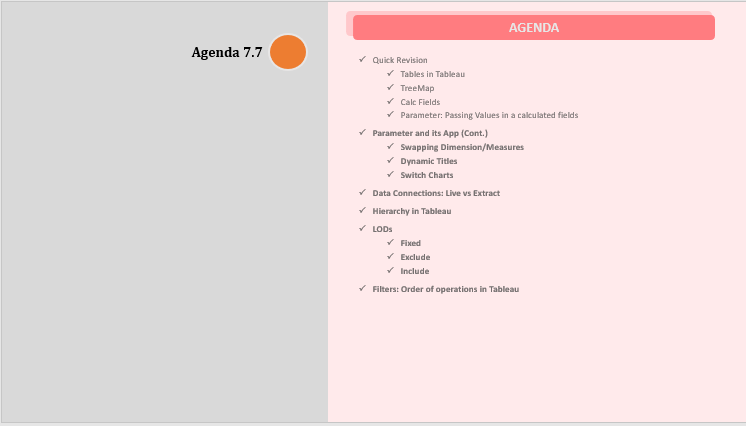 Agenda 7.7
AGENDA
✓ Quick Revision
✓ Tables in Tableau
✓ TreeMap
✓ Calc Fields
✓ Parameter: Passing Values in a calculated fields
✓ Parameter and its App (Cont.)
✓ Swapping Dimension/Measures
✓ Dynamic Titles
✓ Switch Charts
✓ Data Connections: Live vs Extract
✓ Hierarchy in Tableau
✓ LODs
✓ Fixed
✓ Exclude
✓ Include
✓ Filters: Order of operations in Tableau